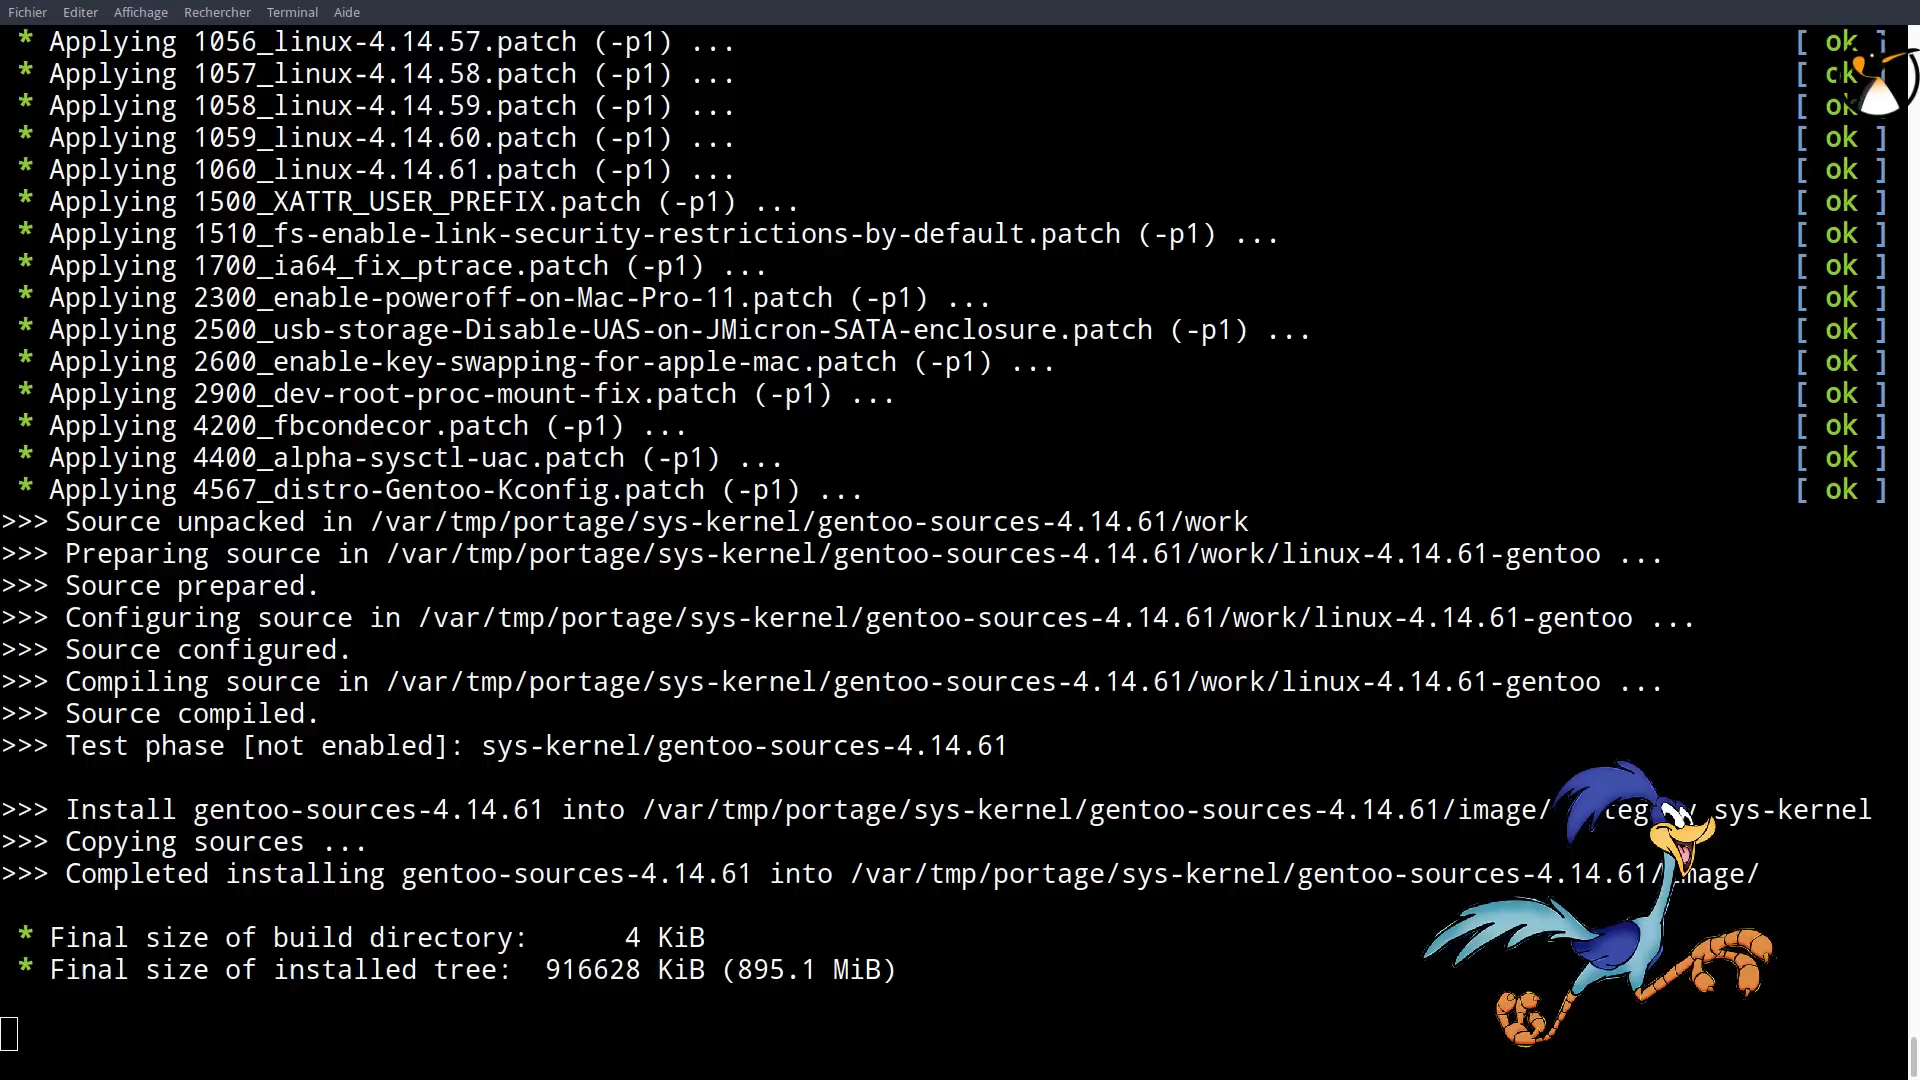 Fichier Editer Affichage Rechercher Terminal Aide
* Applying 1056_linux-4.14.57.patch (-p1) ... [ ok ]
* Applying 1057_linux-4.14.58.patch (-p1) ... [ ok
* Applying 1058_linux-4.14.59.patch (-p1) ... [ ok
* Applying 1059_linux-4.14.60.patch (-p1) ... [ ok ]
* Applying 1060_linux-4.14.61.patch (-p1) ... [ ok ]
* Applying 1500_XATTR_USER_PREFIX.patch (-p1) ... [ ok ]
* Applying 1510_fs-enable-link-security-restrictions-by-default.patch (-p1) ... [ ok ]
* Applying 1700_ia64_fix_ptrace.patch (-p1) ... [ ok ]
* Applying 2300_enable-poweroff-on-Mac-Pro-11.patch (-p1) ... [ ok ]
* Applying 2500_usb-storage-Disable-UAS-on-JMicron-SATA-enclosure.patch (-p1) ... [ ok ]
* Applying 2600_enable-key-swapping-for-apple-mac.patch (-p1) ... [ ok ]
* Applying 2900_dev-root-proc-mount-fix.patch (-p1) ... [ ok ]
* Applying 4200_fbcondecor.patch (-p1) ... [ ok ]
* Applying 4400_alpha-sysctl-uac.patch (-p1) ... [ ok ]
* Applying 4567_distro-Gentoo-Kconfig.patch (-p1) ... [ ok ]
>>> Source unpacked in /var/tmp/portage/sys-kernel/gentoo-sources-4.14.61/work
>>> Preparing source in /var/tmp/portage/sys-kernel/gentoo-sources-4.14.61/work/linux-4.14.61-gentoo ...
>>> Source prepared.
>>> Configuring source in /var/tmp/portage/sys-kernel/gentoo-sources-4.14.61/work/linux-4.14.61-gentoo ...
>>> Source configured.
>>> Compiling source in /var/tmp/portage/sys-kernel/gentoo-sources-4.14.61/work/linux-4.14.61-gentoo ...
>>> Source compiled.
>>> Test phase [not enabled]: sys-kernel/gentoo-sources-4.14.61
>>> Install gentoo-sources-4.14.61 into /var/tmp/portage/sys-kernel/gentoo-sources-4.14.61/image/ sys-kernel
>>> Copying sources ...
>>> Completed installing gentoo-sources-4.14.61 into /var/tmp/portage/sys-kernel/gentoo-sources-4.14.61/image/
* Final size of build directory: 4 KiB
* Final size of installed tree: 916628 KiB (895.1 MiB)